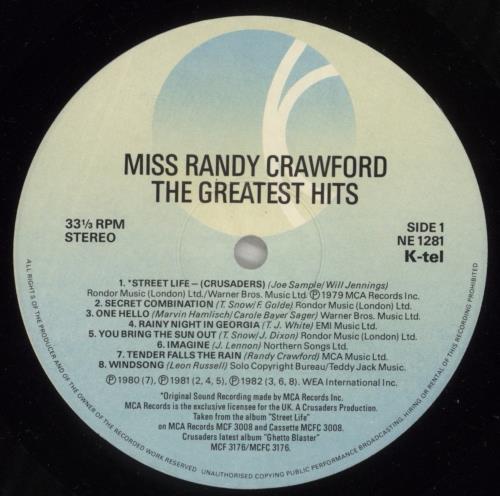 MISS RANDY CRAWFORD
THE GREATEST HITS
33⅓ RPM
STEREO
SIDE 1
NE 1281
K-tel
1. *STREET LIFE – (CRUSADERS) (Joe Sample/Will Jennings)
Rondor Music (London) Ltd./Warner Bros. Music Ltd. ℗ 1979 MCA Records Inc.
2. SECRET COMBINATION (T. Snow/F. Golde) Rondor Music (London) Ltd.
3. ONE HELLO (Marvin Hamlisch/Carole Bayer Sager) Warner Bros. Music Ltd.
4. RAINY NIGHT IN GEORGIA (T. J. White) EMI Music Ltd.
5. YOU BRING THE SUN OUT (T. Snow/J. Dixon) Rondor Music (London) Ltd.
6. IMAGINE (J. Lennon) Northern Songs Ltd.
7. TENDER FALLS THE RAIN (Randy Crawford) MCA Music Ltd.
8. WINDSONG (Leon Russell) Solo Copyright Bureau/Teddy Jack Music.
℗ 1980 (7), ℗ 1981 (2, 4, 5), ℗ 1982 (3, 6, 8). WEA International Inc.
*Original Sound Recording made by MCA Records Inc.
MCA Records is the exclusive licensee for the UK. A Crusaders Production.
Taken from the album "Street Life"
on MCA Records MCF 3008 and Cassette MCFC 3008.
Crusaders latest album "Ghetto Blaster"
MCF 3176/MCFC 3176.
ALL RIGHTS OF THE PRODUCER AND OF THE OWNER OF THE RECORDED WORK RESERVED UNAUTHORISED COPYING PUBLIC PERFORMANCE BROADCASTING HIRING OR RENTAL OF THIS RECORDING PROHIBITED